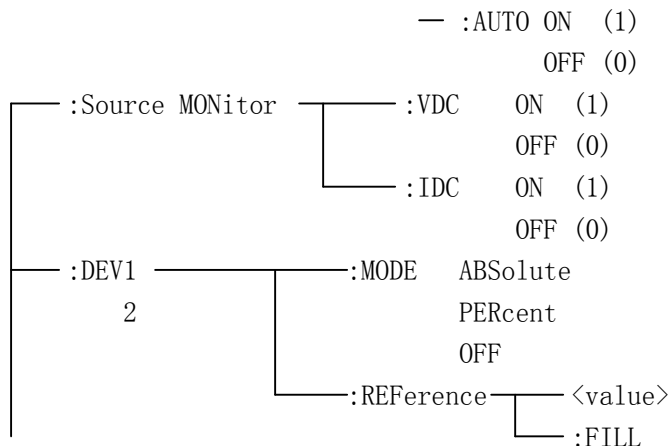 :AUTO ON (1)
OFF (0)
:Source MONitor :VDC ON (1)
OFF (0)
:IDC ON (1)
OFF (0)
:DEV1 :MODE ABSolute
2 PERcent
OFF
:REFerence <value>
:FILL